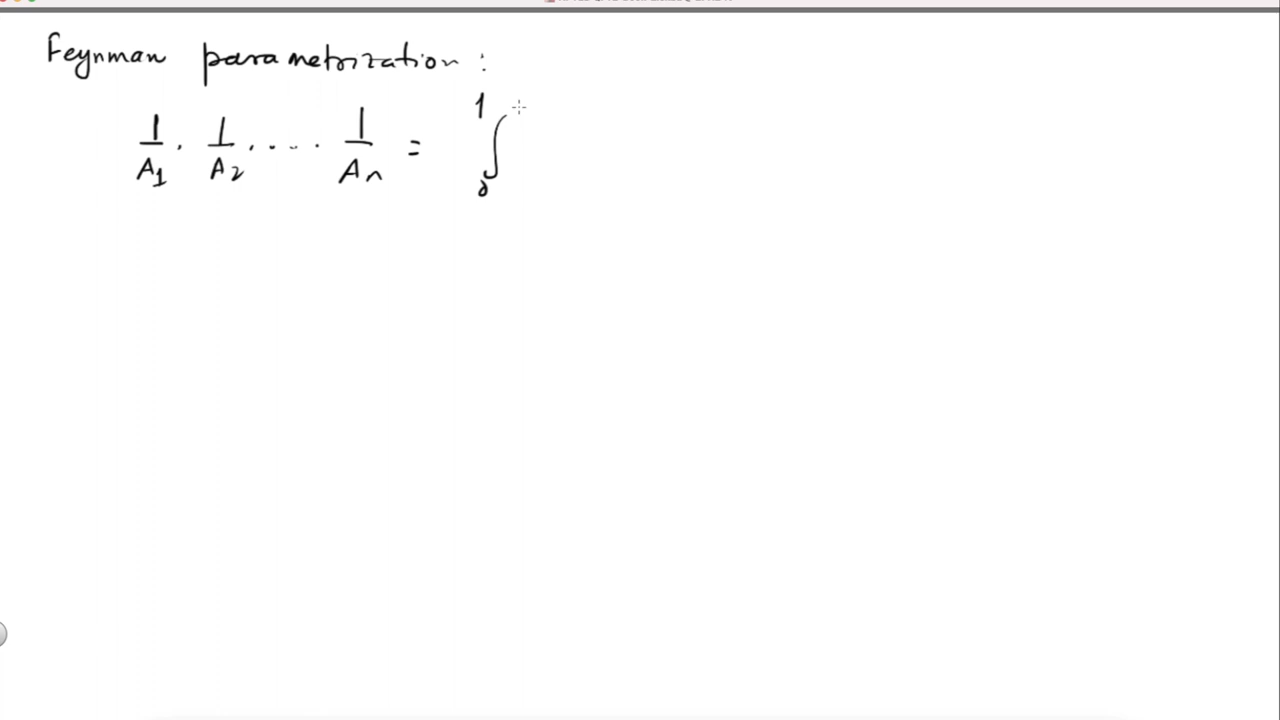 Feynman parametrization :
1/A1 . 1/A2 . ... . 1/An = ∫₀¹